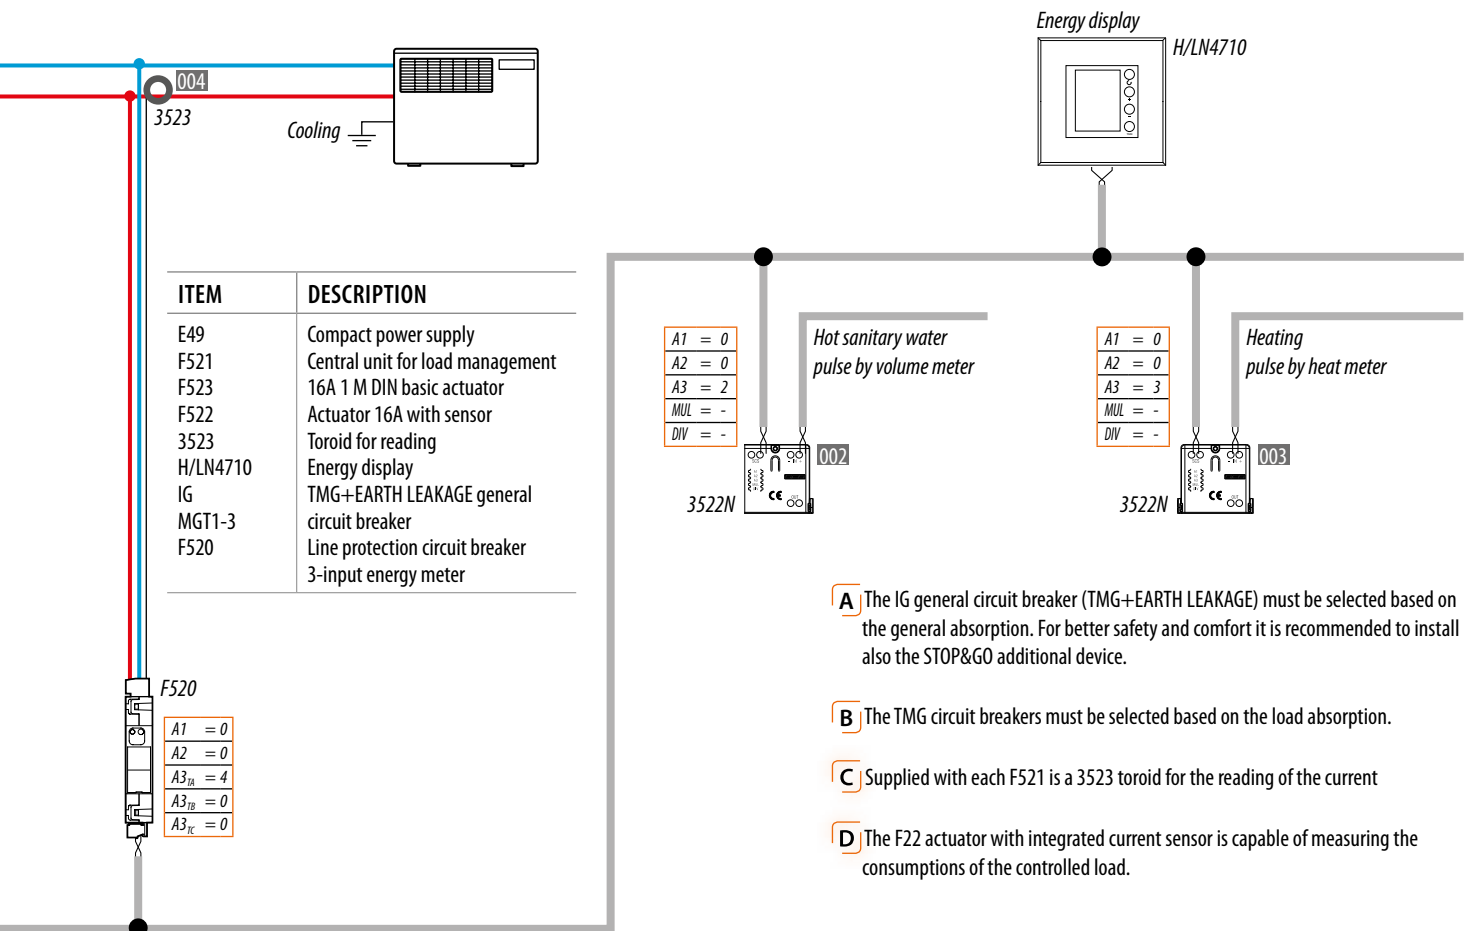 Energy display
H/LN4710
004
3523
Cooling
ITEM DESCRIPTION
E49 Compact power supply
F521 Central unit for load management
F523 16A 1 M DIN basic actuator
F522 Actuator 16A with sensor
3523 Toroid for reading
H/LN4710 Energy display
IG TMG+EARTH LEAKAGE general
MGT1-3 circuit breaker
F520 Line protection circuit breaker
3-input energy meter
A1 = 0
A2 = 0
A3 = 2
MUL = -
DIV = -
Hot sanitary water
pulse by volume meter
002
3522N
A1 = 0
A2 = 0
A3 = 3
MUL = -
DIV = -
Heating
pulse by heat meter
003
3522N
F520
A1 = 0
A2 = 0
A3TA = 4
A3TB = 0
A3TC = 0
A The IG general circuit breaker (TMG+EARTH LEAKAGE) must be selected based on
the general absorption. For better safety and comfort it is recommended to install
also the STOP&GO additional device.
B The TMG circuit breakers must be selected based on the load absorption.
C Supplied with each F521 is a 3523 toroid for the reading of the current
D The F22 actuator with integrated current sensor is capable of measuring the
consumptions of the controlled load.